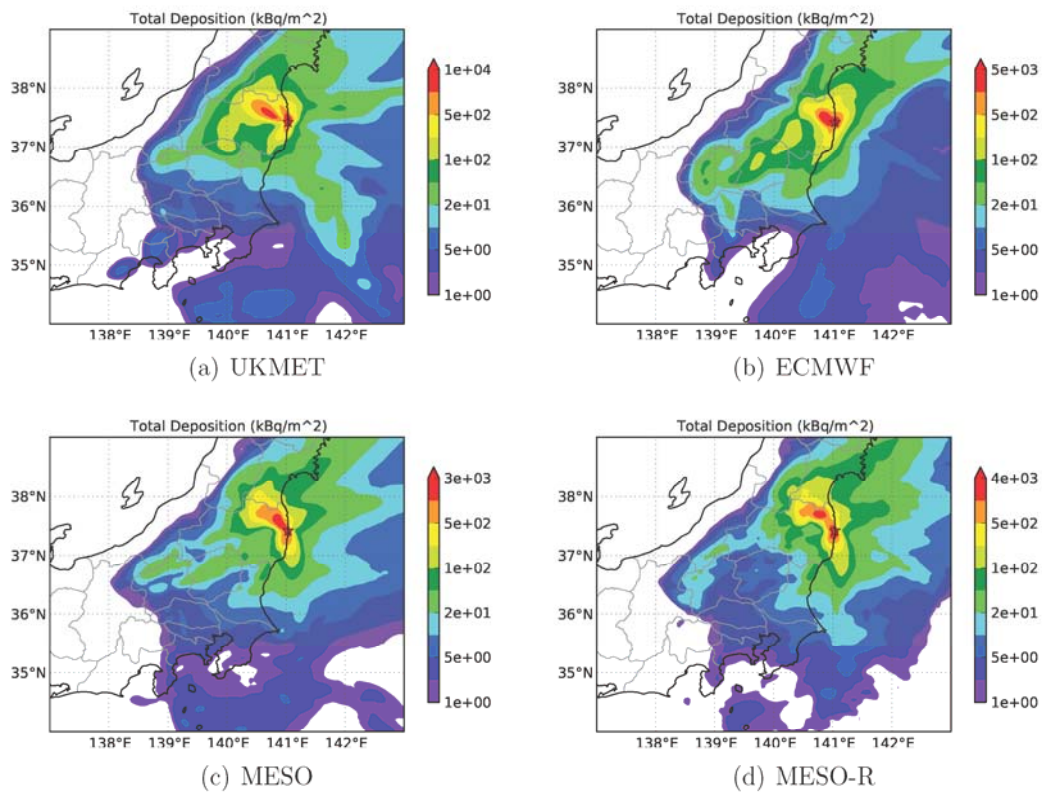 Total Deposition (kBq/m^2)
38°N
37°N
36°N
35°N
138°E 139°E 140°E 141°E 142°E
1e+04
5e+02
1e+02
2e+01
5e+00
1e+00
(a) UKMET
Total Deposition (kBq/m^2)
38°N
37°N
36°N
35°N
138°E 139°E 140°E 141°E 142°E
5e+03
5e+02
1e+02
2e+01
5e+00
1e+00
(b) ECMWF
Total Deposition (kBq/m^2)
38°N
37°N
36°N
35°N
138°E 139°E 140°E 141°E 142°E
3e+03
5e+02
1e+02
2e+01
5e+00
1e+00
(c) MESO
Total Deposition (kBq/m^2)
38°N
37°N
36°N
35°N
138°E 139°E 140°E 141°E 142°E
4e+03
5e+02
1e+02
2e+01
5e+00
1e+00
(d) MESO-R